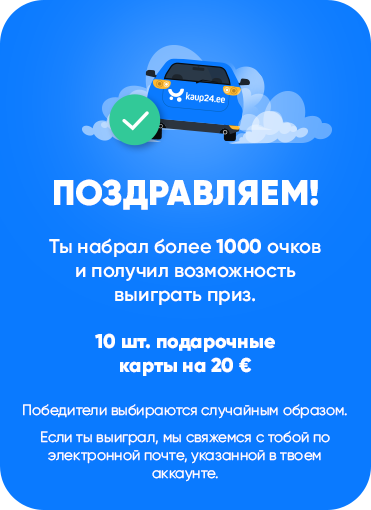 kaup24.ee
ПОЗДРАВЛЯЕМ!
Ты набрал более 1000 очков
и получил возможность
выиграть приз.
10 шт. подарочные
карты на 20 €
Победители выбираются случайным образом.
Если ты выиграл, мы свяжемся с тобой по
электронной почте, указанной в твоем
аккаунте.